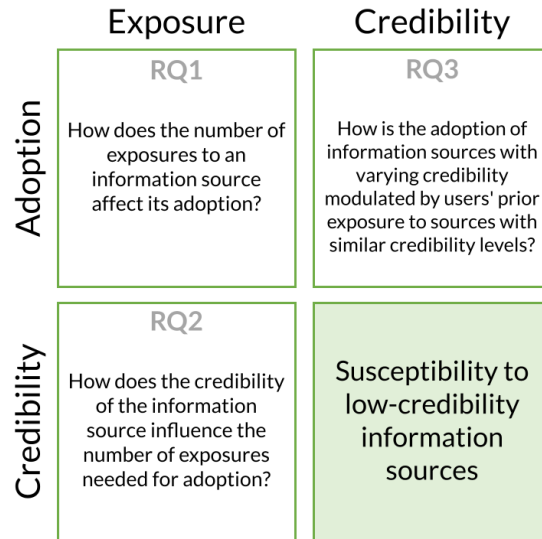 Exposure
Credibility
Adoption
RQ1
How does the number of
exposures to an
information source
affect its adoption?
RQ3
How is the adoption of
information sources with
varying credibility
modulated by users' prior
exposure to sources with
similar credibility levels?
Credibility
RQ2
How does the credibility
of the information
source influence the
number of exposures
needed for adoption?
Susceptibility to
low-credibility
information
sources